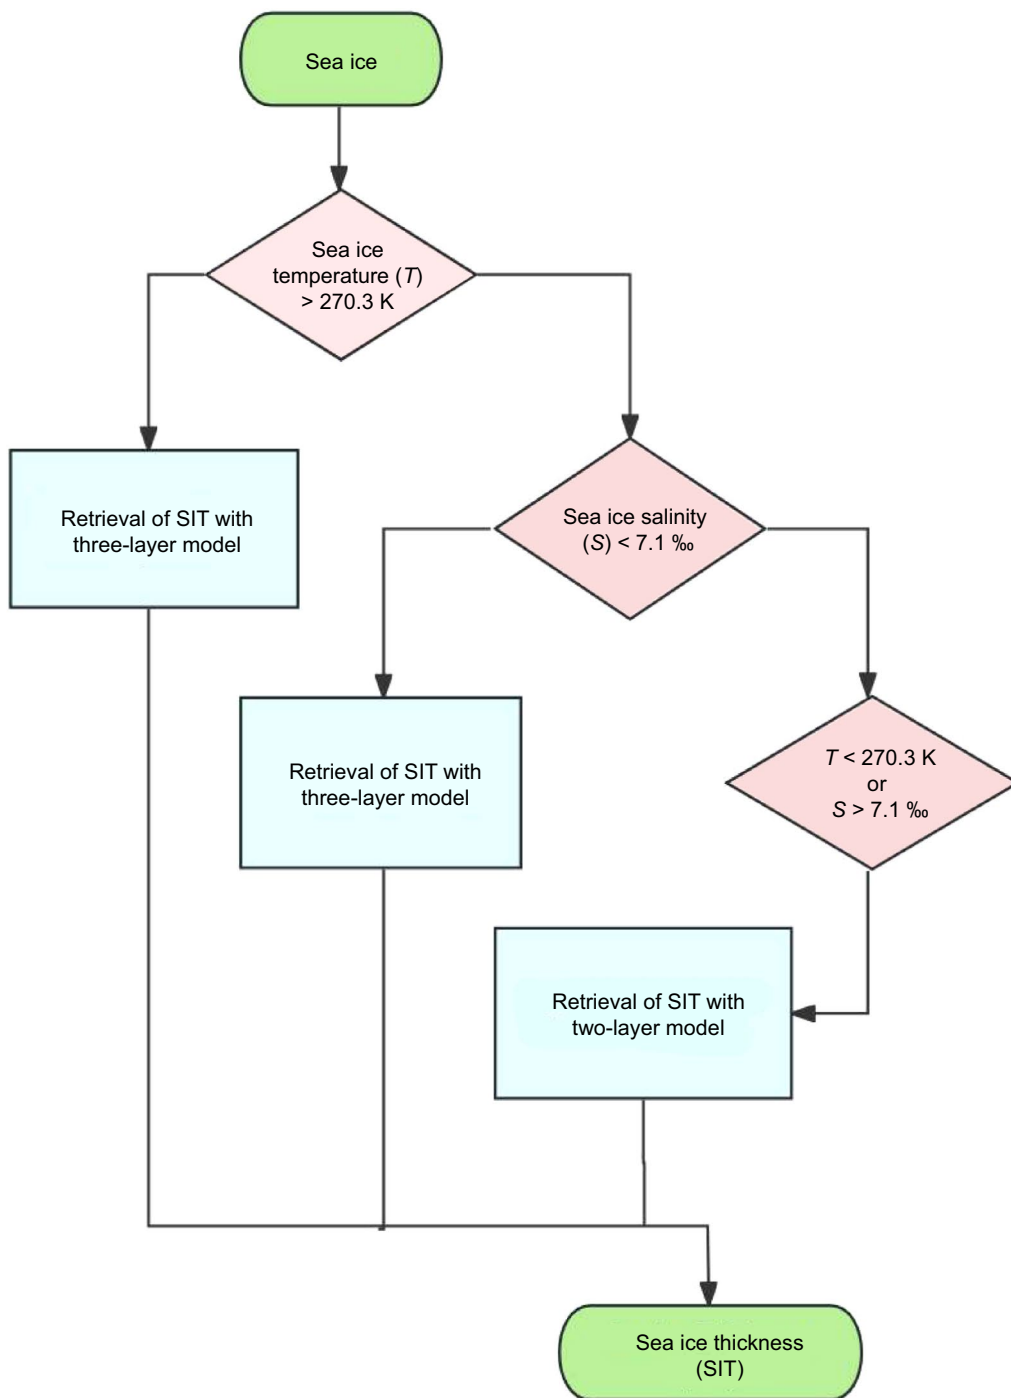 Sea ice
Sea ice
temperature (T)
> 270.3 K
Retrieval of SIT with
three-layer model
Sea ice salinity
(S) < 7.1 ‰
Retrieval of SIT with
three-layer model
T < 270.3 K
or
S > 7.1 ‰
Retrieval of SIT with
two-layer model
Sea ice thickness
(SIT)